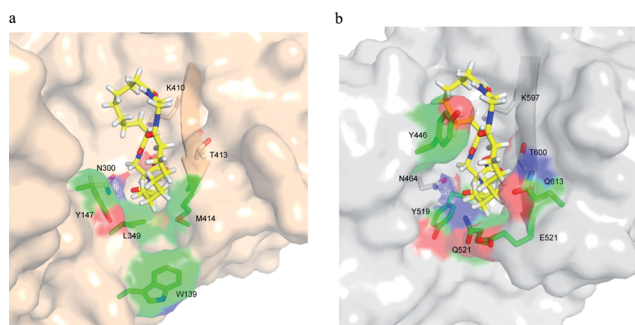 a
K410
T413
N300
Y147
M414
L349
W139
b
K597
Y446
T600
N464
Q613
Y519
Q521
E521